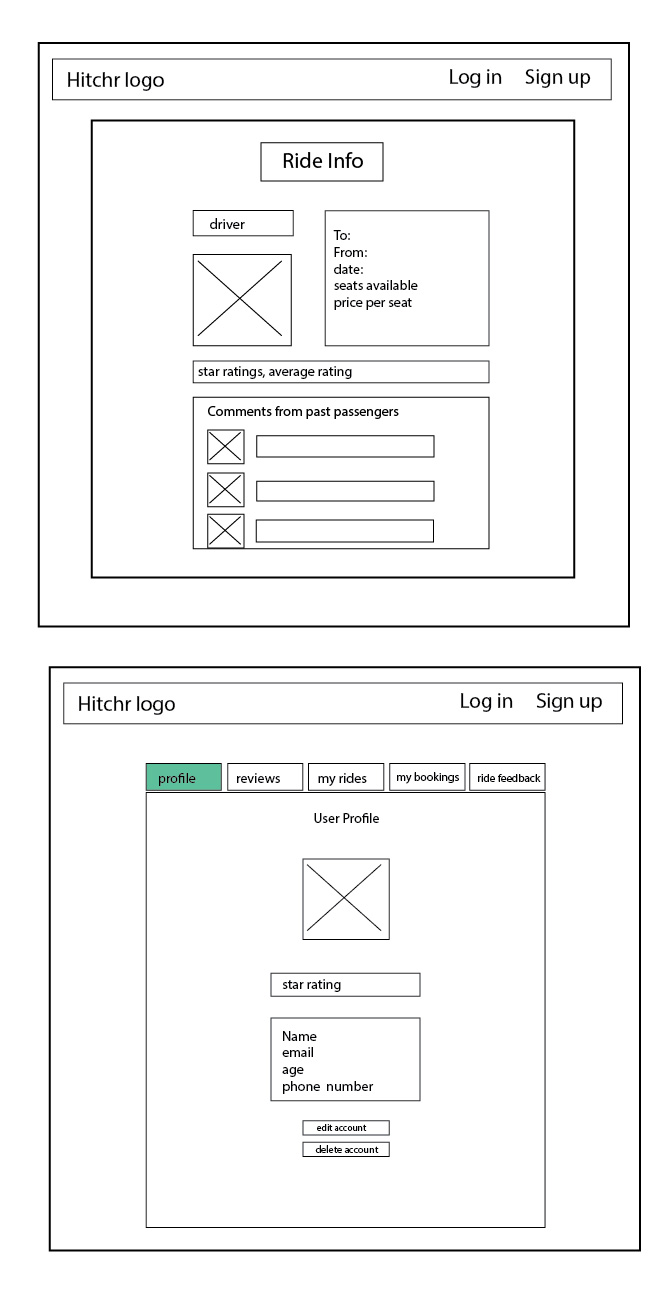 Hitchr logo Log in Sign up
Ride Info
driver
To:
From:
date:
seats available
price per seat
star ratings, average rating
Comments from past passengers
Hitchr logo Log in Sign up
profile reviews my rides my bookings ride feedback
User Profile
star rating
Name
email
age
phone number
edit account
delete account